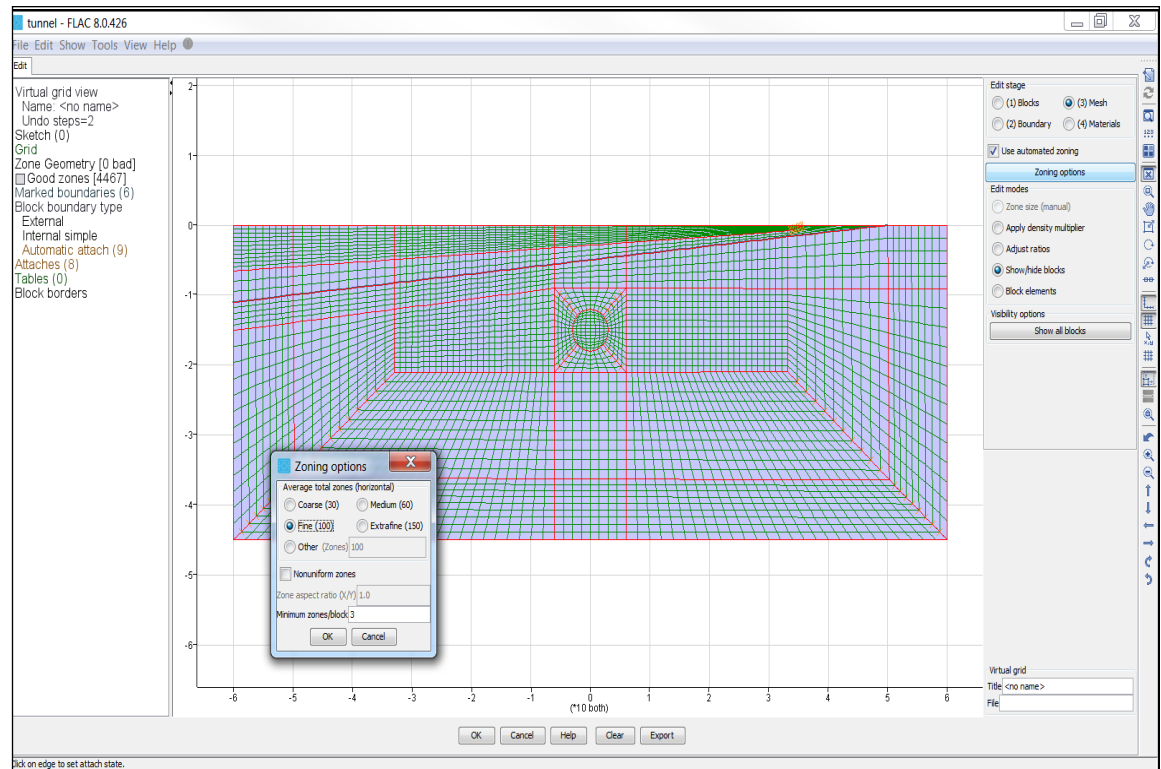 tunnel - FLAC 8.0.426
File Edit Show Tools View Help
Edit
Virtual grid view
Name: <no name>
Undo steps=2
Sketch (0)
Grid
Zone Geometry [0 bad]
Good zones [4467]
Marked boundaries (6)
Block boundary type
External
Internal simple
Automatic attach (9)
Attaches (8)
Tables (0)
Block borders
2
1
0
-1
-2
-3
-4
-5
-6
-6 -5 -4 -3 -2 -1 0 1 2 3 4 5 6
(*10 both)
Zoning options
Average total zones (horizontal)
Coarse (30) Medium (60)
Fine (100) Extrafine (150)
Other (Zones) 100
Nonuniform zones
Zone aspect ratio (X/Y) 1.0
Minimum zones/block 3
OK Cancel
Edit stage
(1) Blocks (3) Mesh
(2) Boundary (4) Materials
Use automated zoning
Zoning options
Edit modes
Zone size (manual)
Apply density multiplier
Adjust ratios
Show/hide blocks
Block elements
Visibility options
Show all blocks
Virtual grid
Title <no name>
File
OK Cancel Help Clear Export
Click on edge to set attach state.